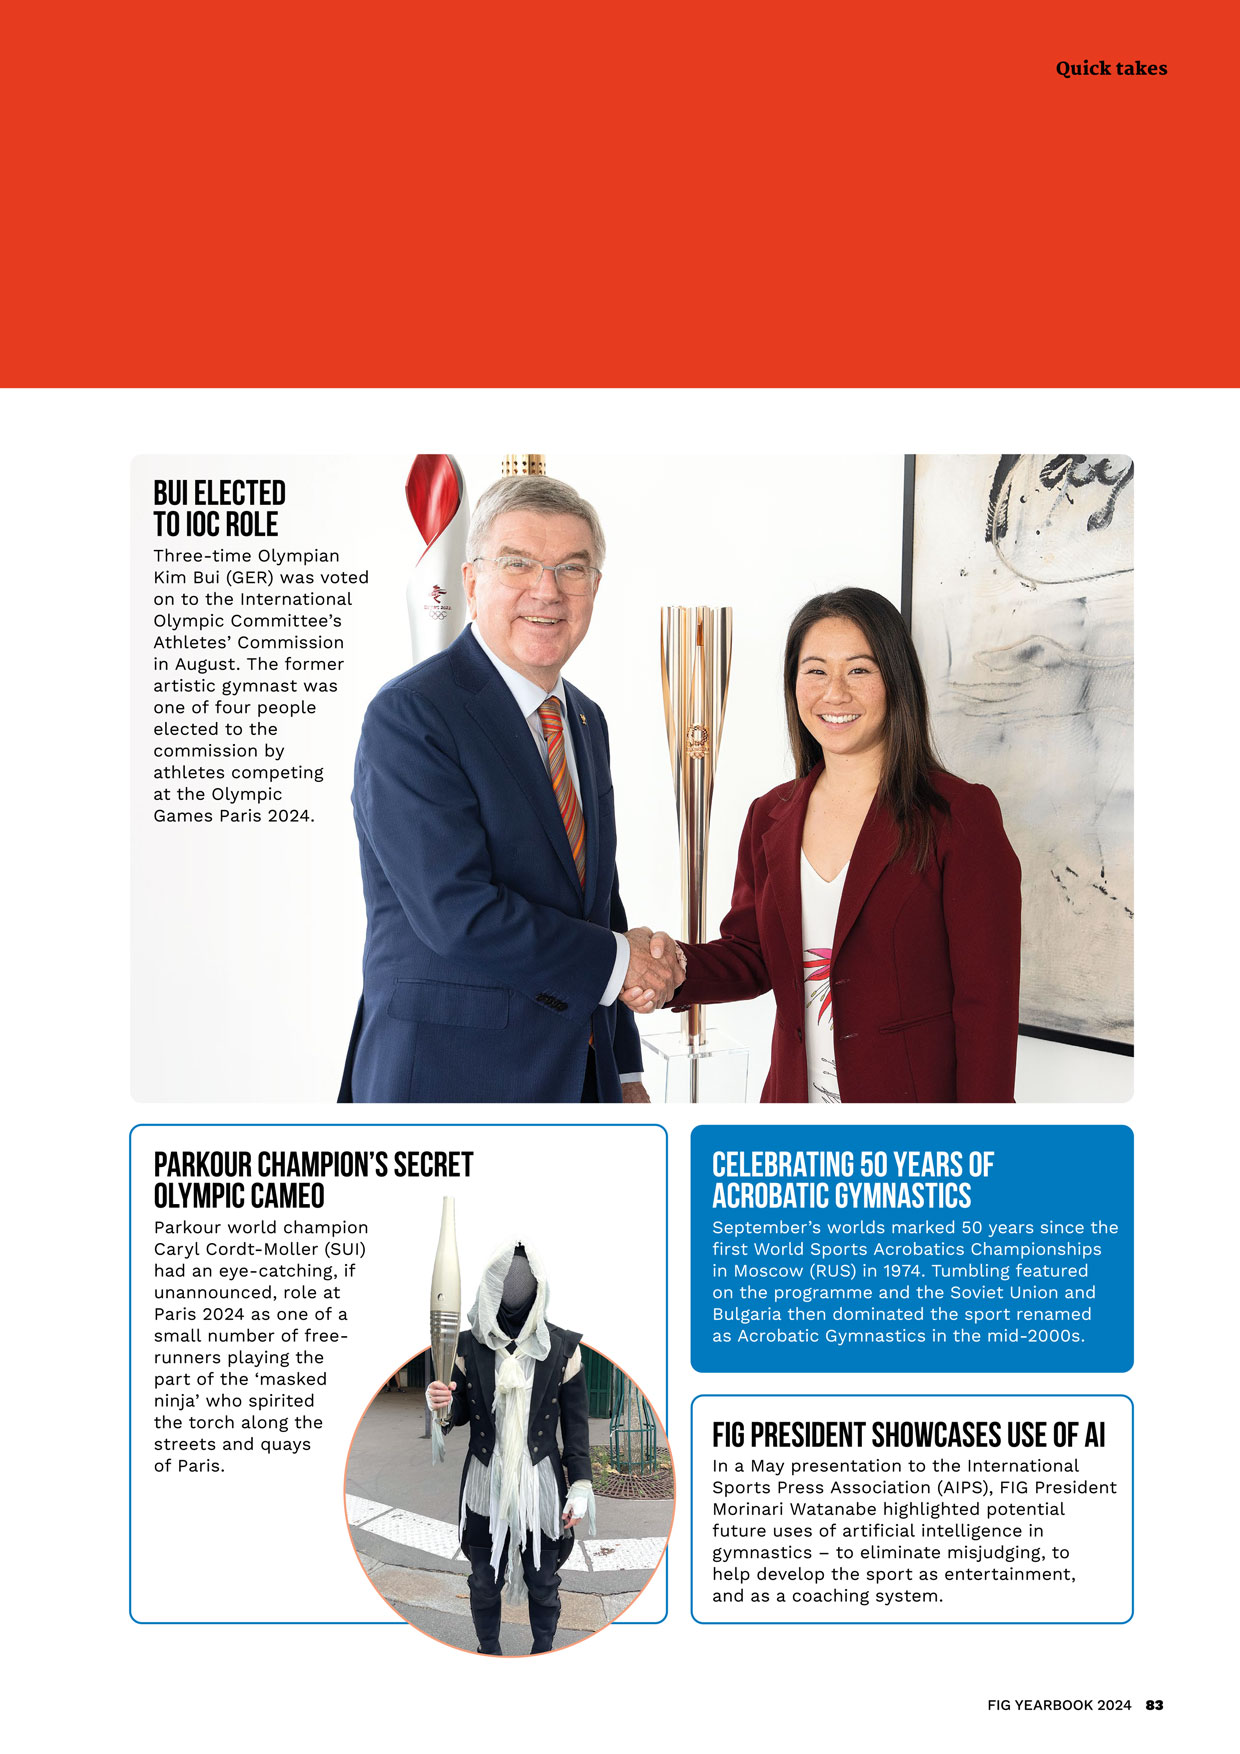 Quick takes
BUI ELECTED
TO IOC ROLE
Three-time Olympian
Kim Bui (GER) was voted
on to the International
Olympic Committee’s
Athletes’ Commission
in August. The former
artistic gymnast was
one of four people
elected to the
commission by
athletes competing
at the Olympic
Games Paris 2024.
PARKOUR CHAMPION’S SECRET
OLYMPIC CAMEO
Parkour world champion
Caryl Cordt-Moller (SUI)
had an eye-catching, if
unannounced, role at
Paris 2024 as one of a
small number of free-
runners playing the
part of the ‘masked
ninja’ who spirited
the torch along the
streets and quays
of Paris.
CELEBRATING 50 YEARS OF
ACROBATIC GYMNASTICS
September’s worlds marked 50 years since the
first World Sports Acrobatics Championships
in Moscow (RUS) in 1974. Tumbling featured
on the programme and the Soviet Union and
Bulgaria then dominated the sport renamed
as Acrobatic Gymnastics in the mid-2000s.
FIG PRESIDENT SHOWCASES USE OF AI
In a May presentation to the International
Sports Press Association (AIPS), FIG President
Morinari Watanabe highlighted potential
future uses of artificial intelligence in
gymnastics – to eliminate misjudging, to
help develop the sport as entertainment,
and as a coaching system.
FIG YEARBOOK 2024 83